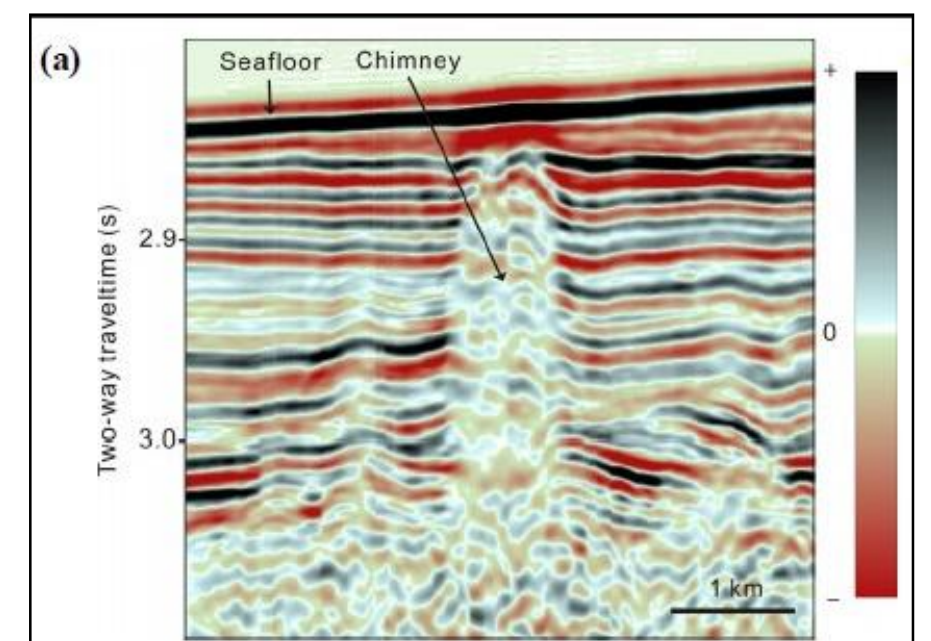 (a)
Seafloor
Chimney
+
2.9
Two-way traveltime (s)
0
3.0
1 km
–